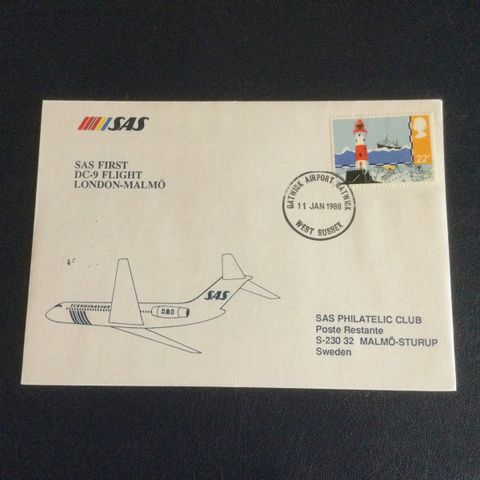 SAS
SAS FIRST
DC-9 FLIGHT
LONDON-MALMÖ
22P
GATWICK AIRPORT GATWICK
11 JAN 1988
WEST SUSSEX
SCANDINAVIAN
SAS
SAS PHILATELIC CLUB
Poste Restante
S-230 32 MALMÖ-STURUP
Sweden